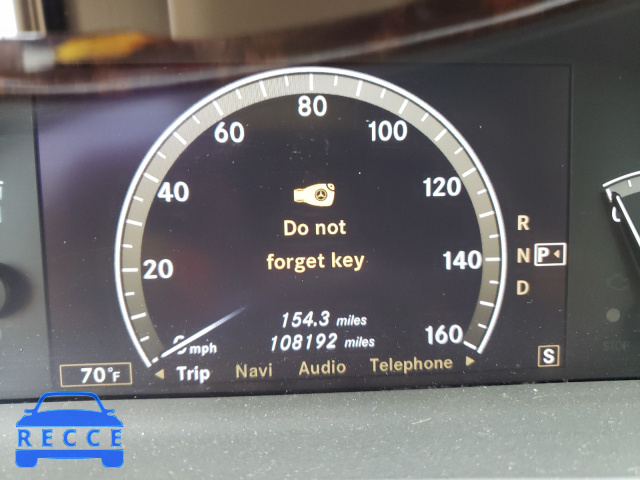 80
60
100
40
120
Do not
forget key
20
140
R
N P
D
154.3 miles
108192 miles
0 mph
160
S
70°F
Trip Navi Audio Telephone
RECCE